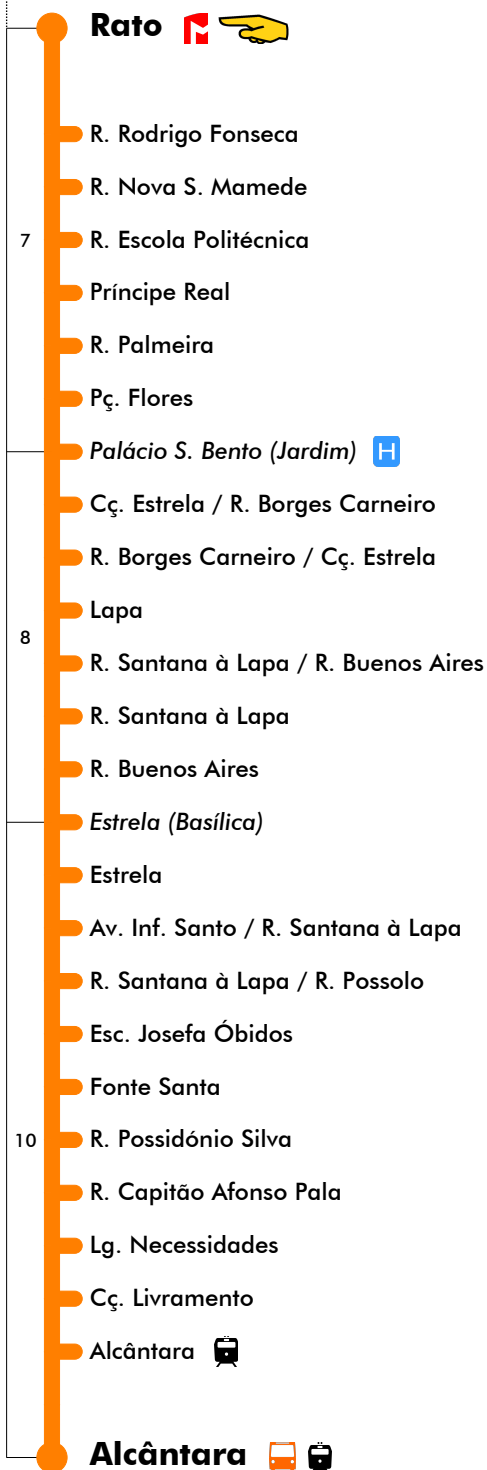 Rato
R. Rodrigo Fonseca
R. Nova S. Mamede
7
R. Escola Politécnica
Príncipe Real
R. Palmeira
Pç. Flores
Palácio S. Bento (Jardim) H
Cç. Estrela / R. Borges Carneiro
R. Borges Carneiro / Cç. Estrela
Lapa
8
R. Santana à Lapa / R. Buenos Aires
R. Santana à Lapa
R. Buenos Aires
Estrela (Basílica)
Estrela
Av. Inf. Santo / R. Santana à Lapa
R. Santana à Lapa / R. Possolo
Esc. Josefa Óbidos
Fonte Santa
10
R. Possidónio Silva
R. Capitão Afonso Pala
Lg. Necessidades
Cç. Livramento
Alcântara
Alcântara